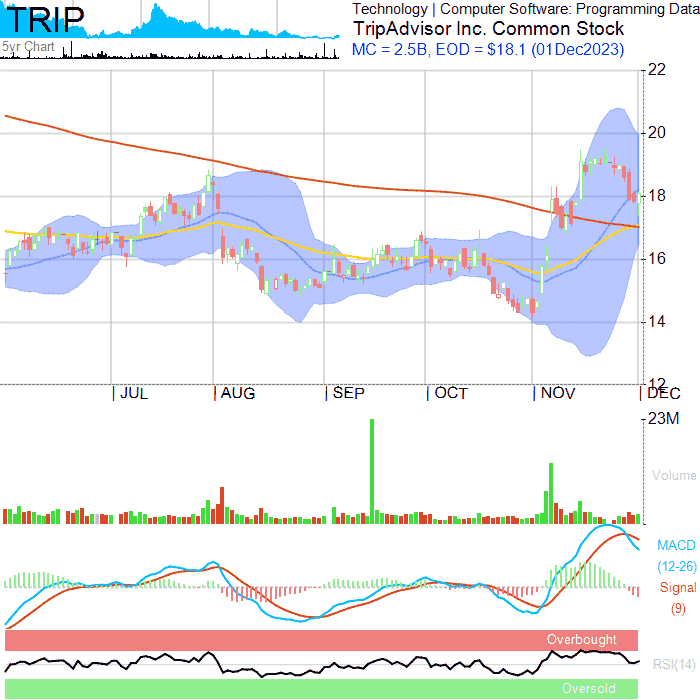 TRIP
5yr Chart
Technology | Computer Software: Programming Data
TripAdvisor Inc. Common Stock
MC = 2.5B, EOD = $18.1 (01Dec2023)
22
20
18
16
14
12
JUL AUG SEP OCT NOV DEC
23M
Volume
MACD
(12-26)
Signal
(9)
Overbought
RSI(14)
Oversold